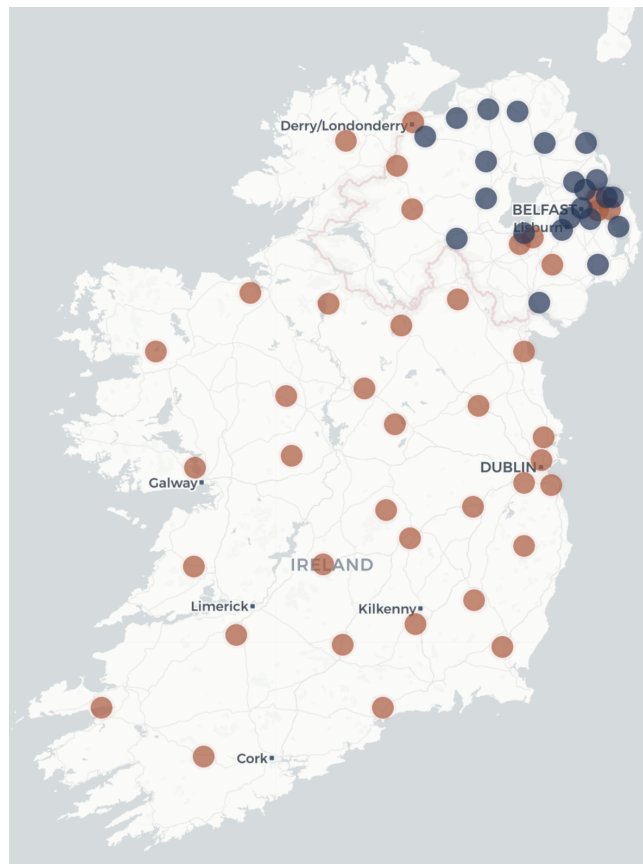 Derry/Londonderry
BELFAST
Lisburn
DUBLIN
Galway
IRELAND
Limerick
Kilkenny
Cork